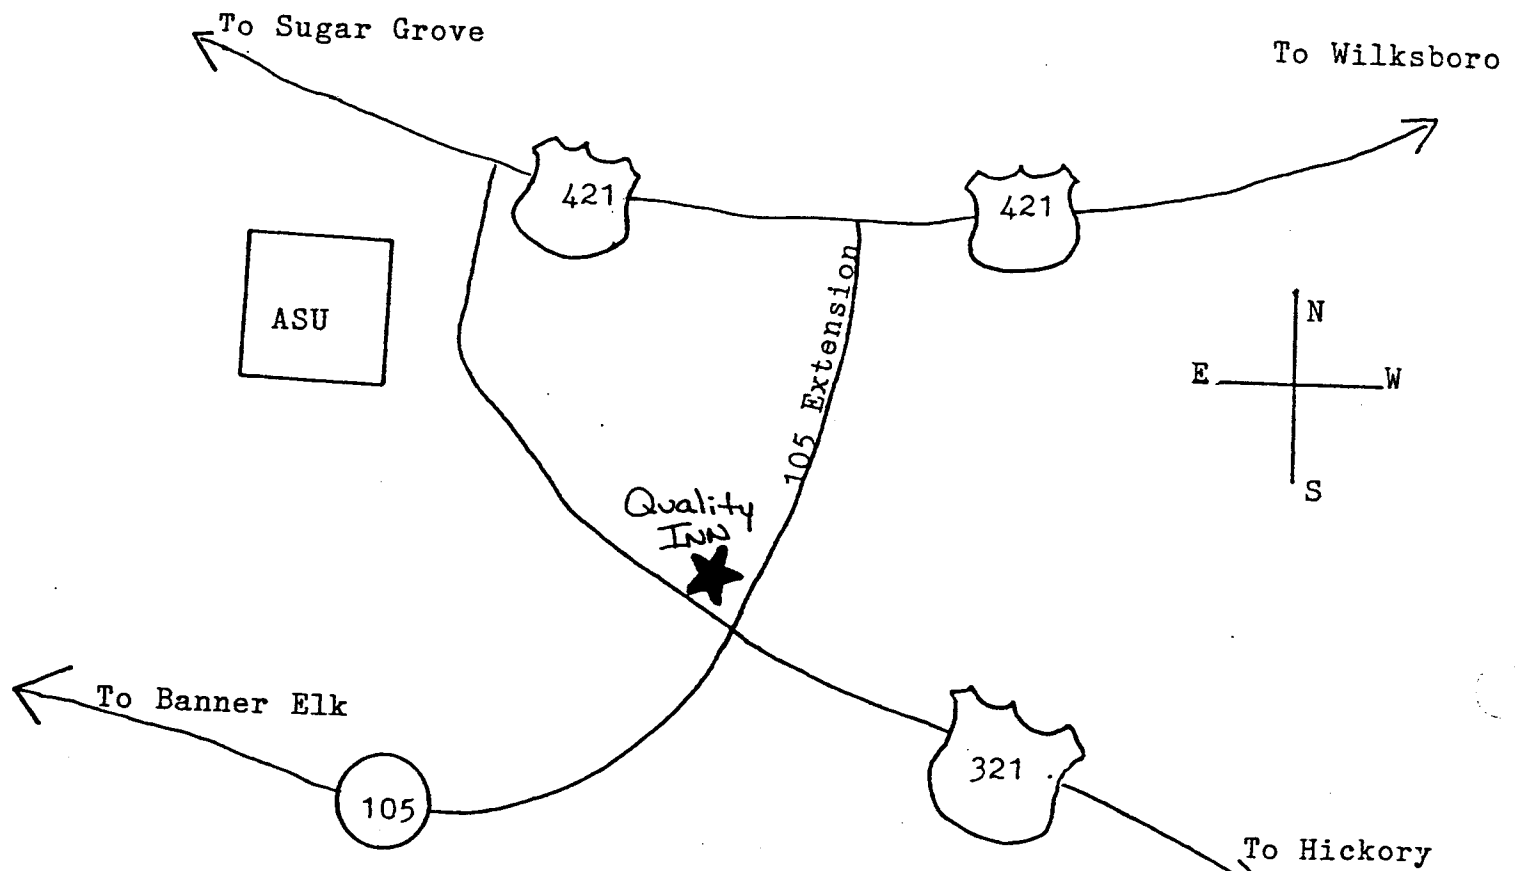 To Sugar Grove
To Wilksboro
421
421
ASU
105 Extension
N
E W
S
Quality
INN
To Banner Elk
105
321
To Hickory